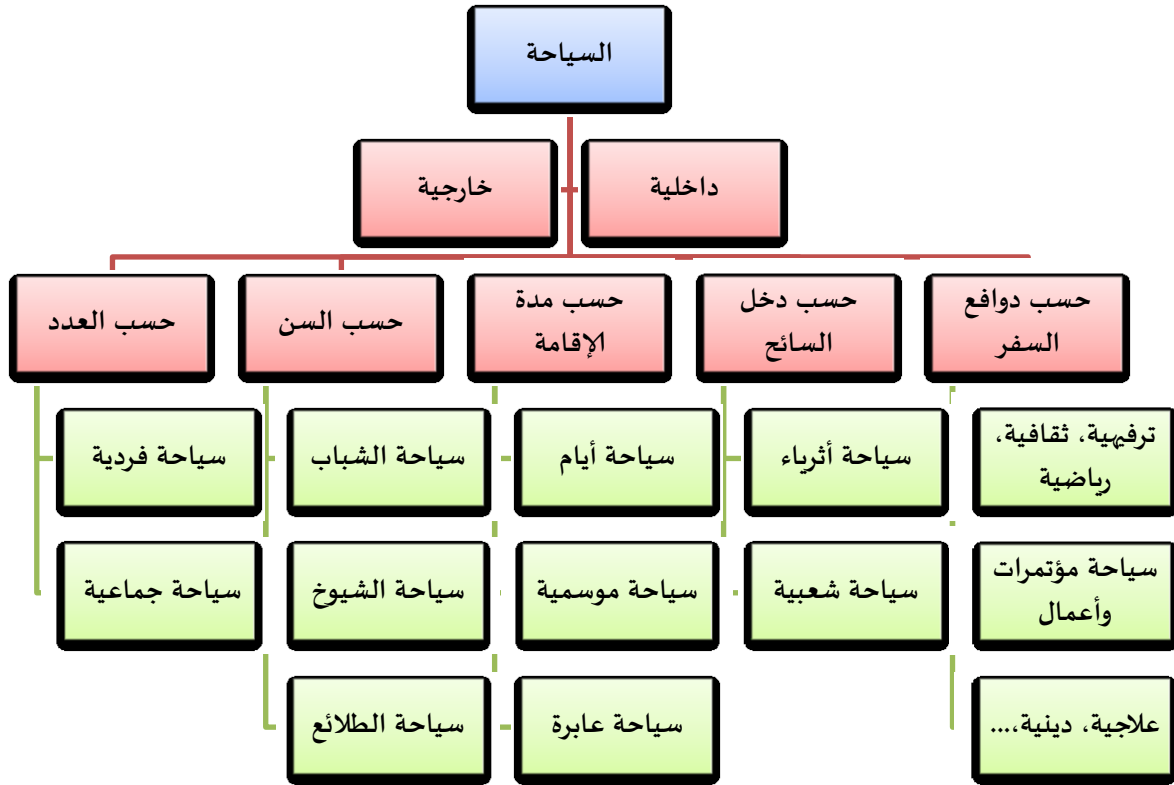 السياحة
داخلية
خارجية
حسب دوافع
السفر
حسب دخل
السائح
حسب مدة
الإقامة
حسب السن
حسب العدد
ترفيهية، ثقافية،
رياضية
سياحة أثرياء
سياحة أيام
سياحة الشباب
سياحة فردية
سياحة مؤتمرات
وأعمال
سياحة شعبية
سياحة موسمية
سياحة الشيوخ
سياحة جماعية
علاجية، دينية،...
سياحة عابرة
سياحة الطلائع